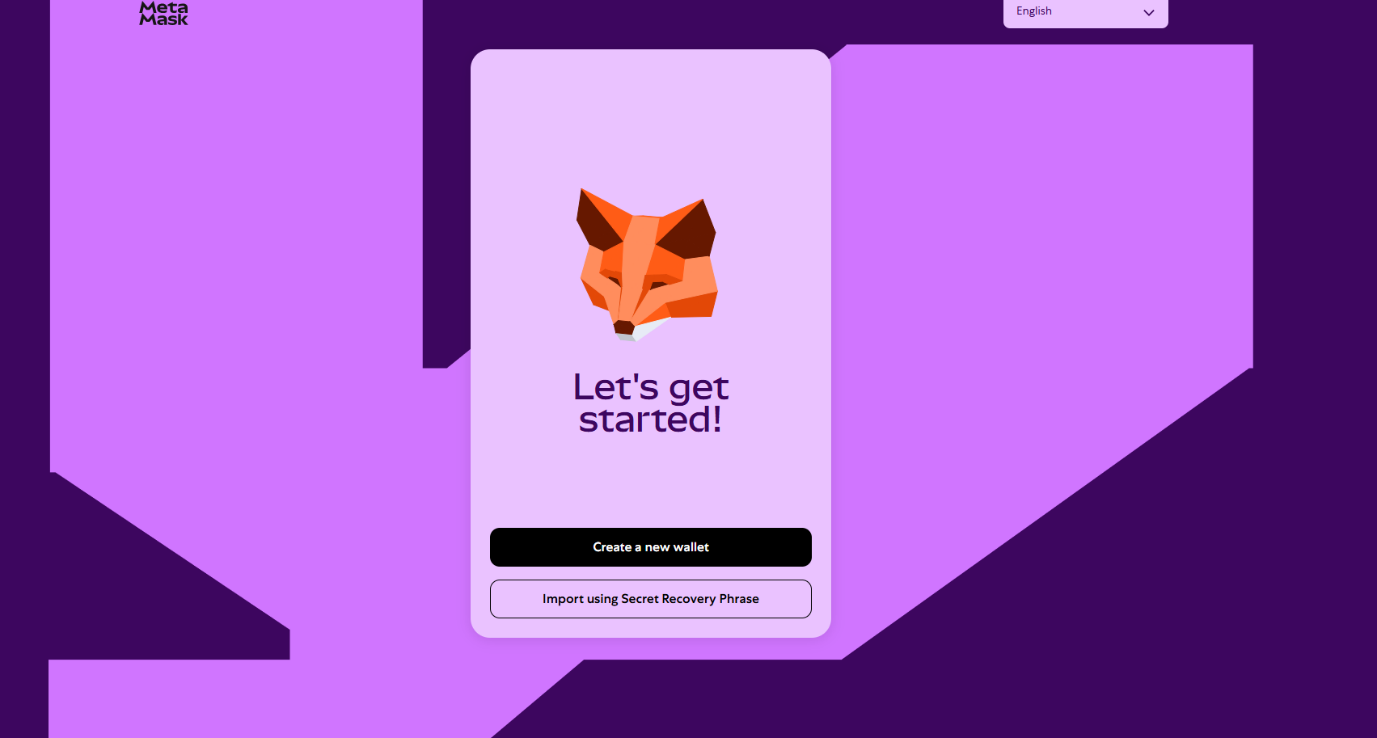 Meta
Mask
English
Let's get
started!
Create a new wallet
Import using Secret Recovery Phrase